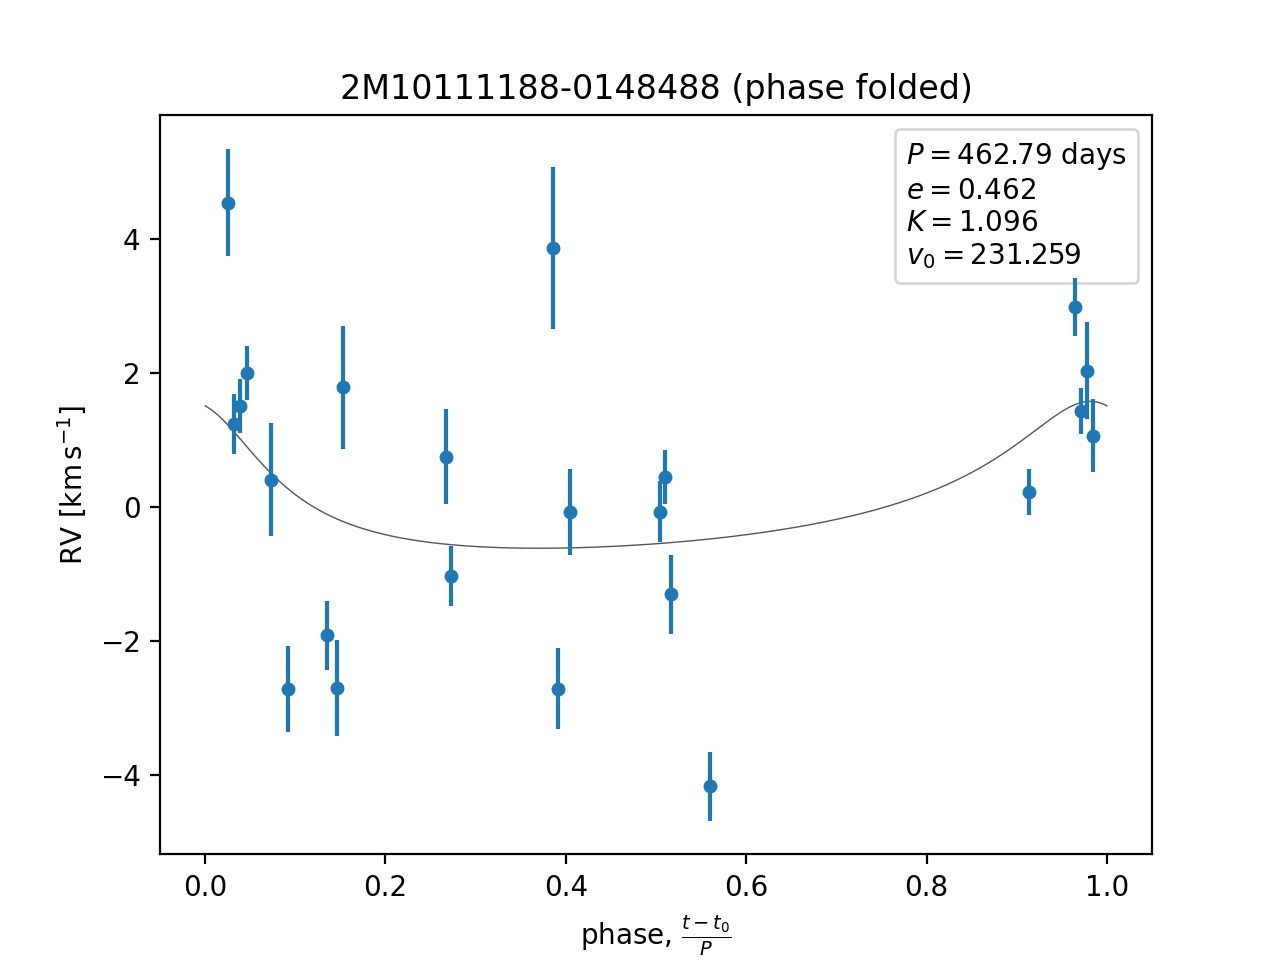 2M10111188-0148488 (phase folded)
P = 462.79 days
e = 0.462
K = 1.096
v₀ = 231.259
4
2
0
−2
−4
RV [km s⁻¹]
0.0 0.2 0.4 0.6 0.8 1.0
phase, (t − t₀)/P